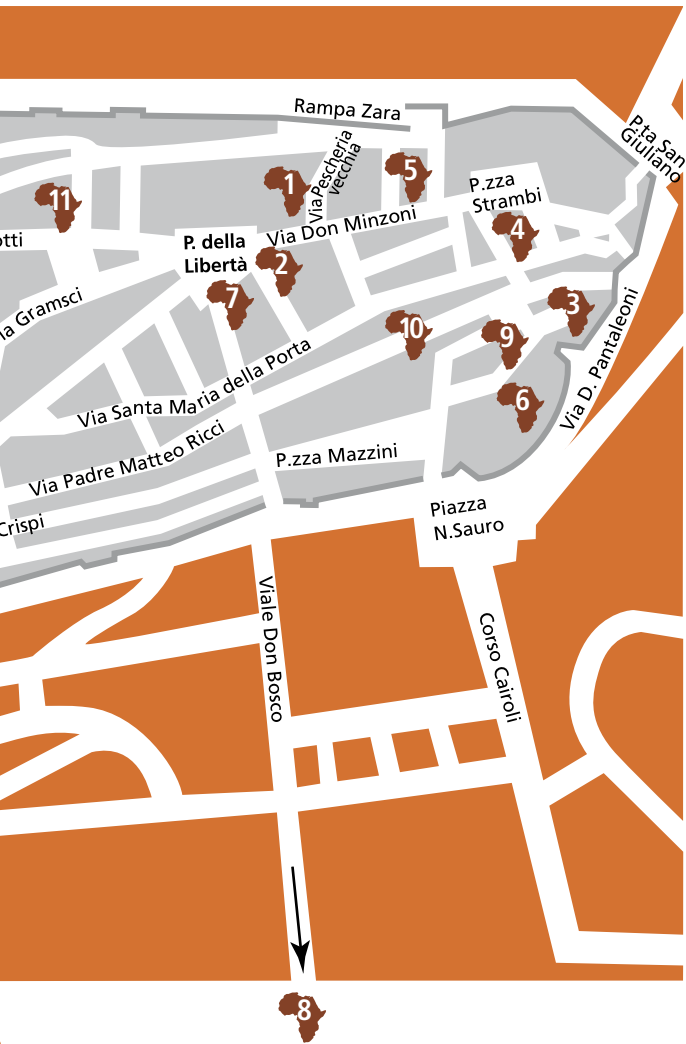 Rampa Zara
Via Pescheria
vecchia
P.ta San
Giuliano
5
1
P.zza
Strambi
11
Via Don Minzoni
4
otti
P. della
Libertà
2
7
3
ia Gramsci
10
9
Via D. Pantaleoni
Via Santa Maria della Porta
6
Via Padre Matteo Ricci
P.zza Mazzini
Crispi
Piazza
N.Sauro
Viale Don Bosco
Corso Cairoli
8